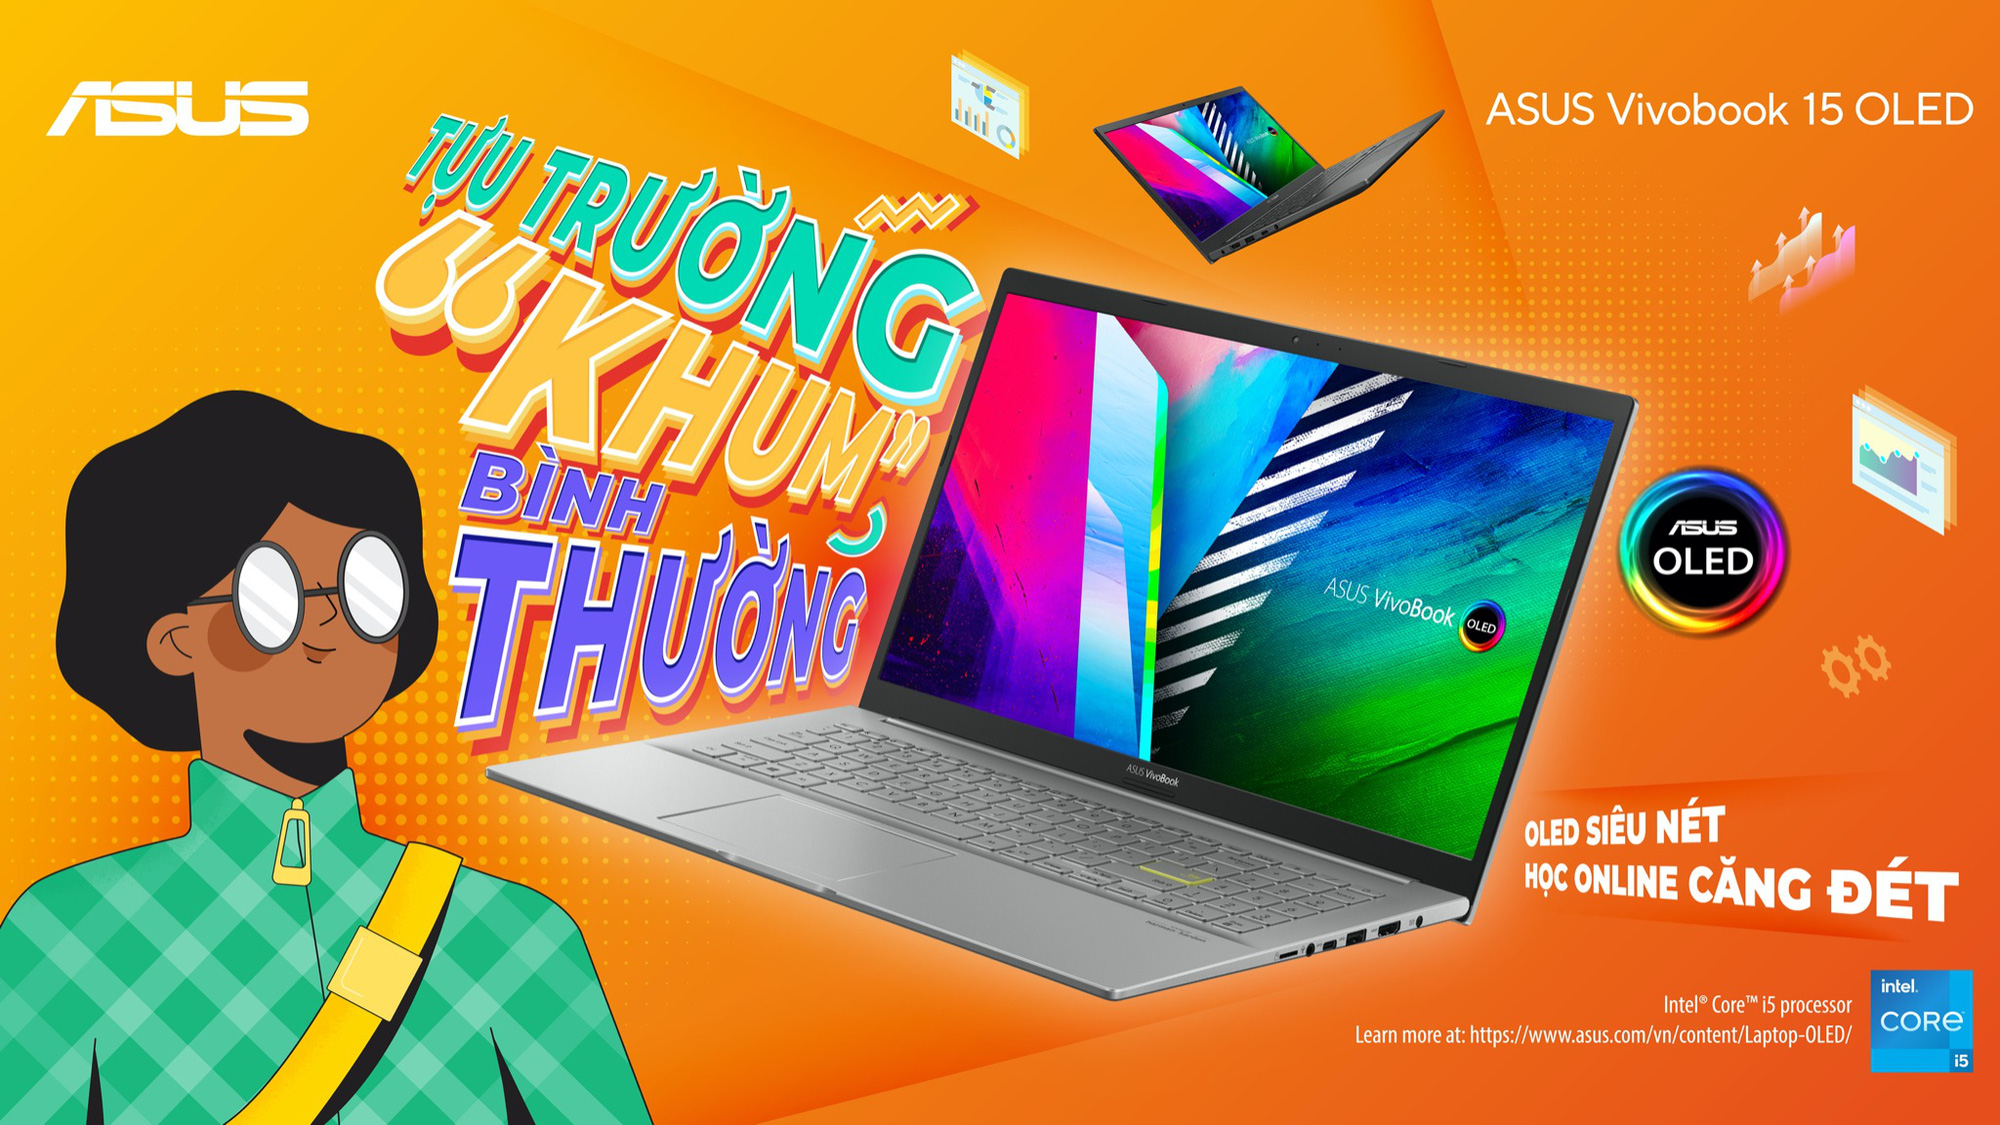 ASUS
ASUS Vivobook 15 OLED
TỰU TRƯỜNG
“KHUM”
BÌNH
THƯỜNG
ASUS VivoBook OLED
ASUS VivoBook
ASUS
OLED
OLED SIÊU NÉT
HỌC ONLINE CĂNG ĐÉT
Intel® Core™ i5 processor
Learn more at: https://www.asus.com/vn/content/Laptop-OLED/
intel.
CORE
i5